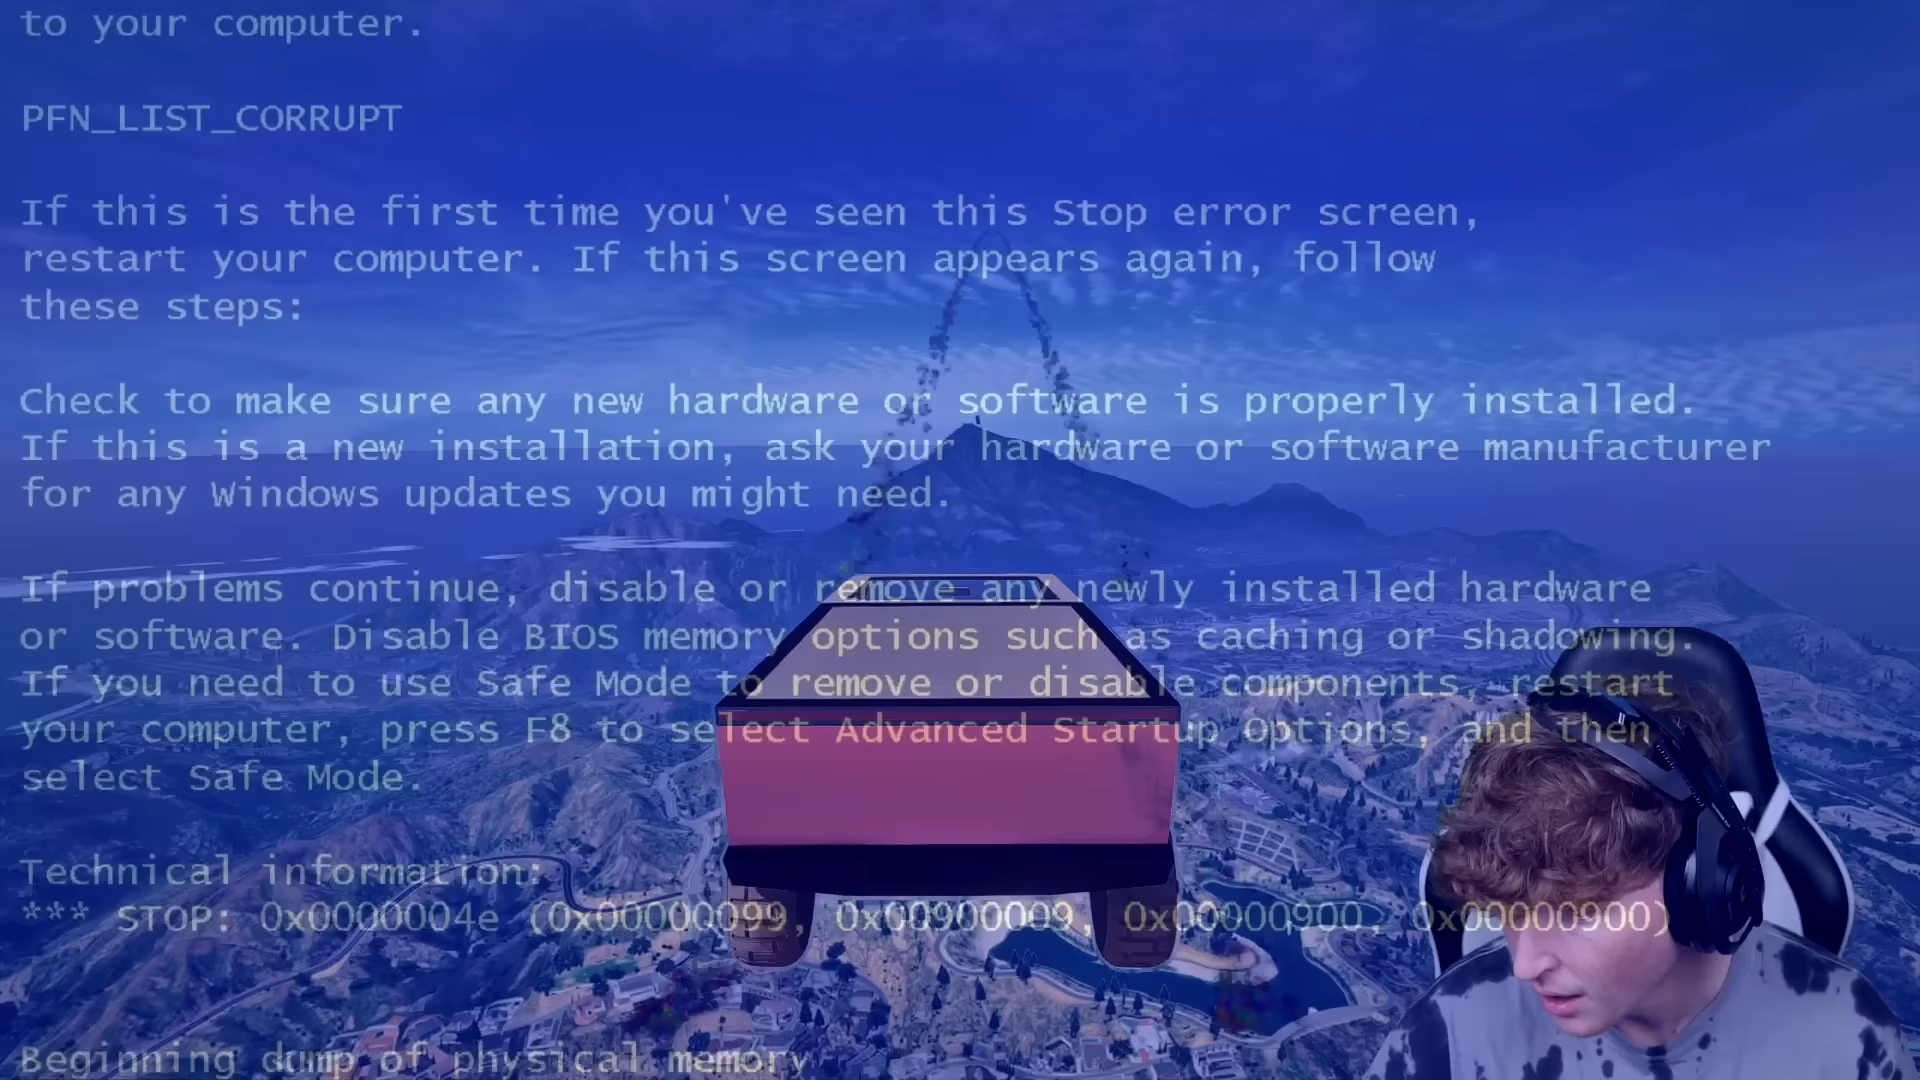 to your computer.
PFN_LIST_CORRUPT
If this is the first time you've seen this Stop error screen,
restart your computer. If this screen appears again, follow
these steps:
Check to make sure any new hardware or software is properly installed.
If this is a new installation, ask your hardware or software manufacturer
for any Windows updates you might need.
If problems continue, disable or remove any newly installed hardware
or software. Disable BIOS memory options such as caching or shadowing.
If you need to use Safe Mode to remove or disable components, restart
your computer, press F8 to select Advanced Startup Options, and then
select Safe Mode.
Technical information:
*** STOP: 0x0000004e (0x00000099, 0x00900009, 0x00000900, 0x00000900)
Beginning dump of physical memory